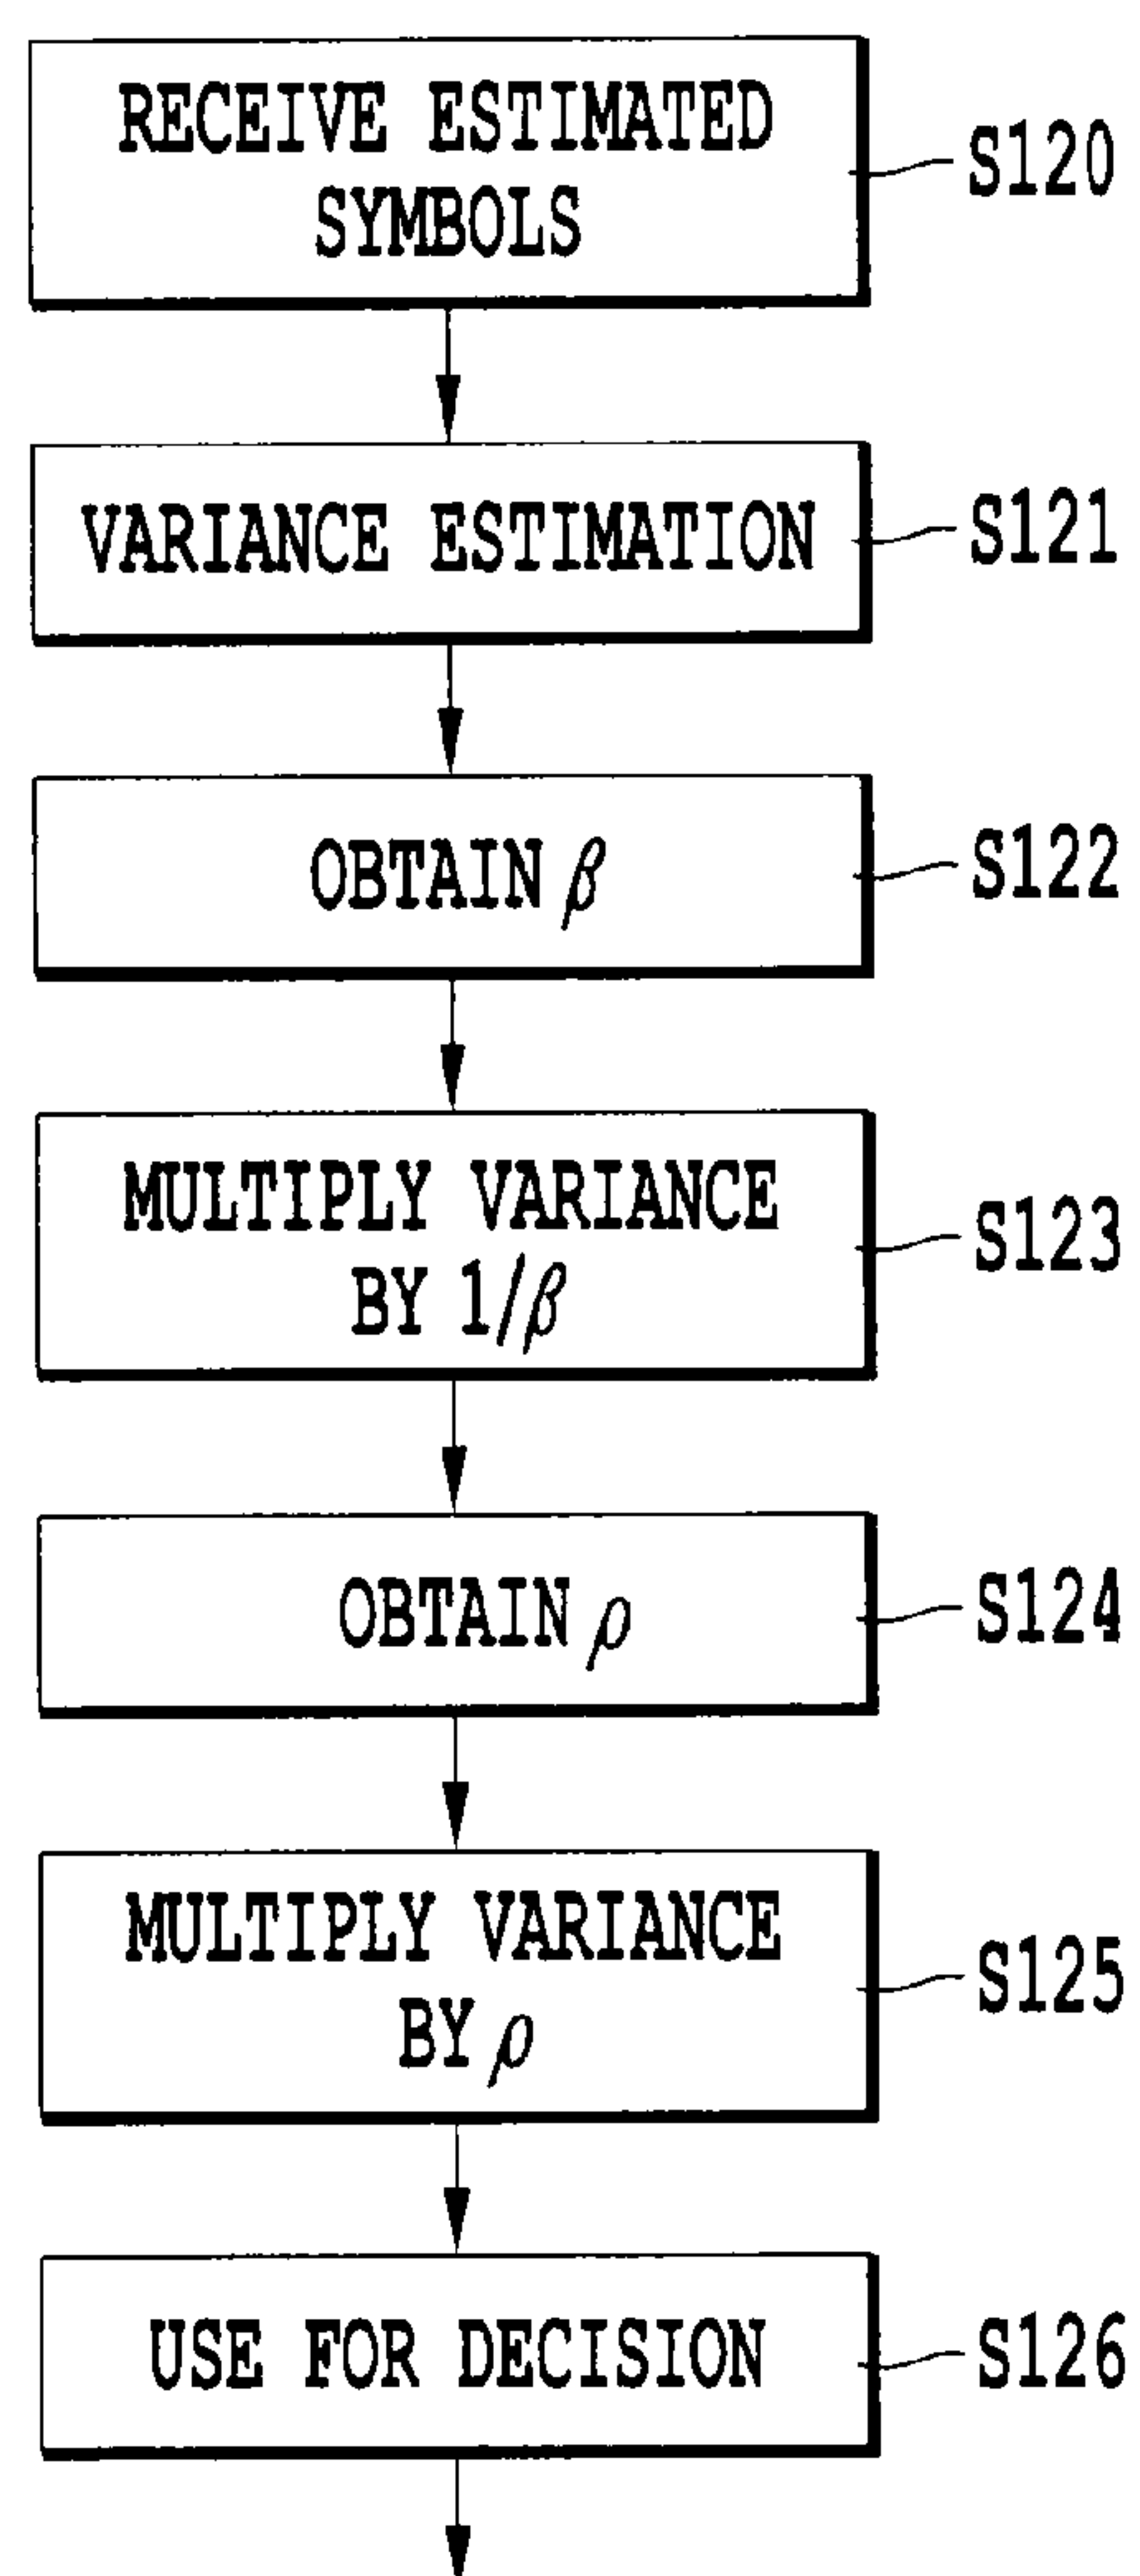 RECEIVE ESTIMATED
SYMBOLS
S120
VARIANCE ESTIMATION
S121
OBTAIN β
S122
MULTIPLY VARIANCE
BY 1/β
S123
OBTAIN ρ
S124
MULTIPLY VARIANCE
BY ρ
S125
USE FOR DECISION
S126